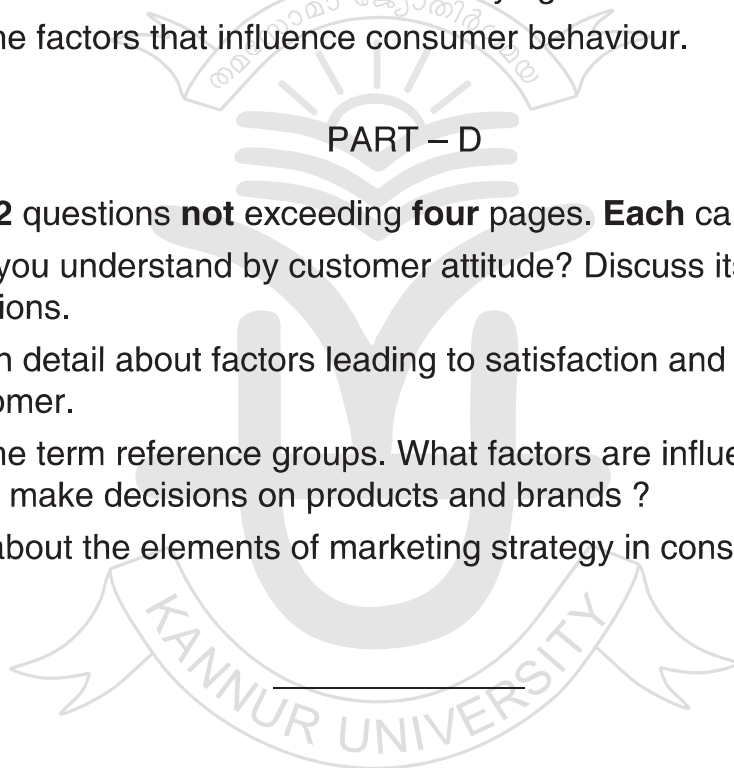 he factors that influence consumer behaviour.
PART – D
2 questions not exceeding four pages. Each ca
you understand by customer attitude? Discuss its
ions.
n detail about factors leading to satisfaction and
omer.
he term reference groups. What factors are influe
make decisions on products and brands ?
about the elements of marketing strategy in cons
KANNUR UNIVERSITY